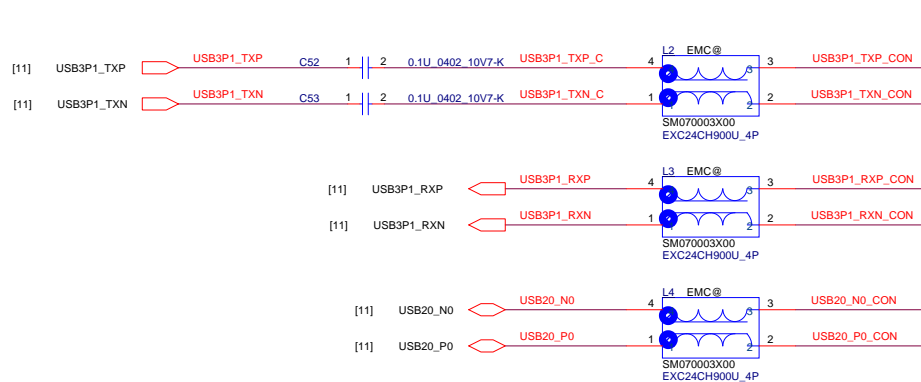 L2 EMC@
[11] USB3P1_TXP USB3P1_TXP C52 1 2 0.1U_0402_10V7-K USB3P1_TXP_C 4 3 3 USB3P1_TXP_CON
[11] USB3P1_TXN USB3P1_TXN C53 1 2 0.1U_0402_10V7-K USB3P1_TXN_C 1 2 2 USB3P1_TXN_CON
SM070003X00
EXC24CH900U_4P
L3 EMC@
[11] USB3P1_RXP USB3P1_RXP 4 3 3 USB3P1_RXP_CON
[11] USB3P1_RXN USB3P1_RXN 1 2 2 USB3P1_RXN_CON
SM070003X00
EXC24CH900U_4P
L4 EMC@
[11] USB20_N0 USB20_N0 4 3 3 USB20_N0_CON
[11] USB20_P0 USB20_P0 1 2 2 USB20_P0_CON
SM070003X00
EXC24CH900U_4P